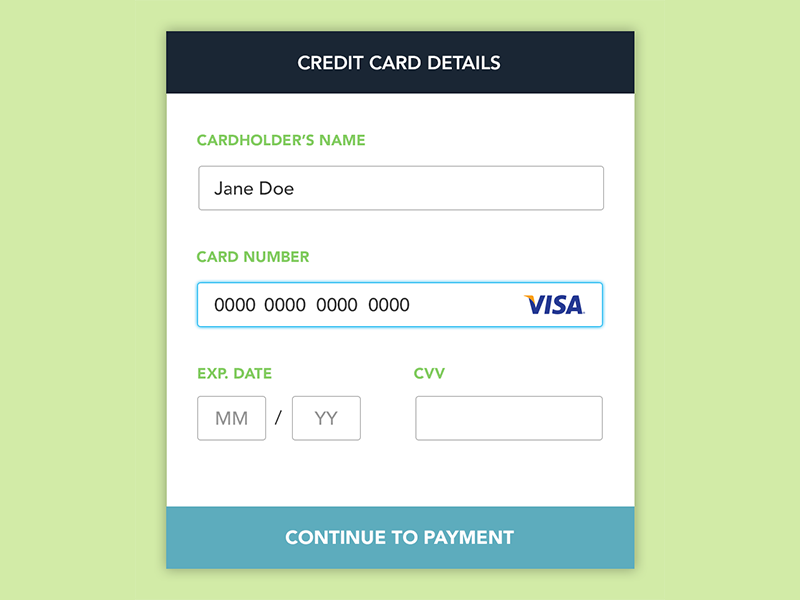 CREDIT CARD DETAILS
CARDHOLDER’S NAME
Jane Doe
CARD NUMBER
0000 0000 0000 0000 VISA
EXP. DATE CVV
MM / YY
CONTINUE TO PAYMENT